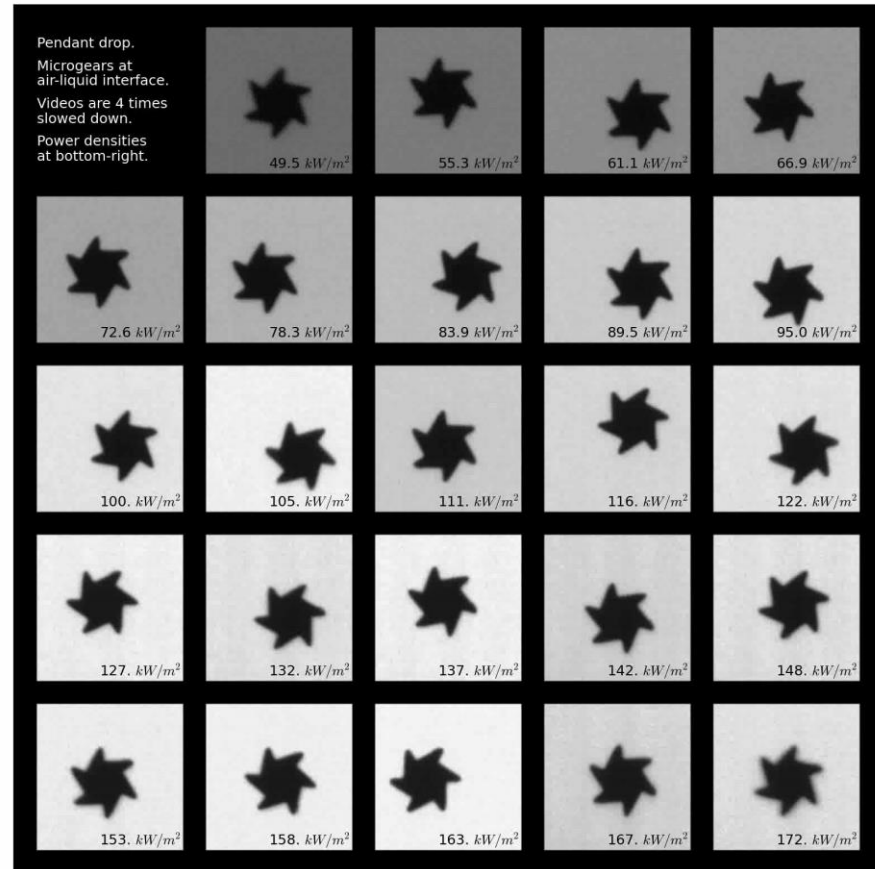 Pendant drop.
Microgears at
air-liquid interface.
Videos are 4 times
slowed down.
Power densities
at bottom-right.
49.5 kW/m²
55.3 kW/m²
61.1 kW/m²
66.9 kW/m²
72.6 kW/m²
78.3 kW/m²
83.9 kW/m²
89.5 kW/m²
95.0 kW/m²
100. kW/m²
105. kW/m²
111. kW/m²
116. kW/m²
122. kW/m²
127. kW/m²
132. kW/m²
137. kW/m²
142. kW/m²
148. kW/m²
153. kW/m²
158. kW/m²
163. kW/m²
167. kW/m²
172. kW/m²